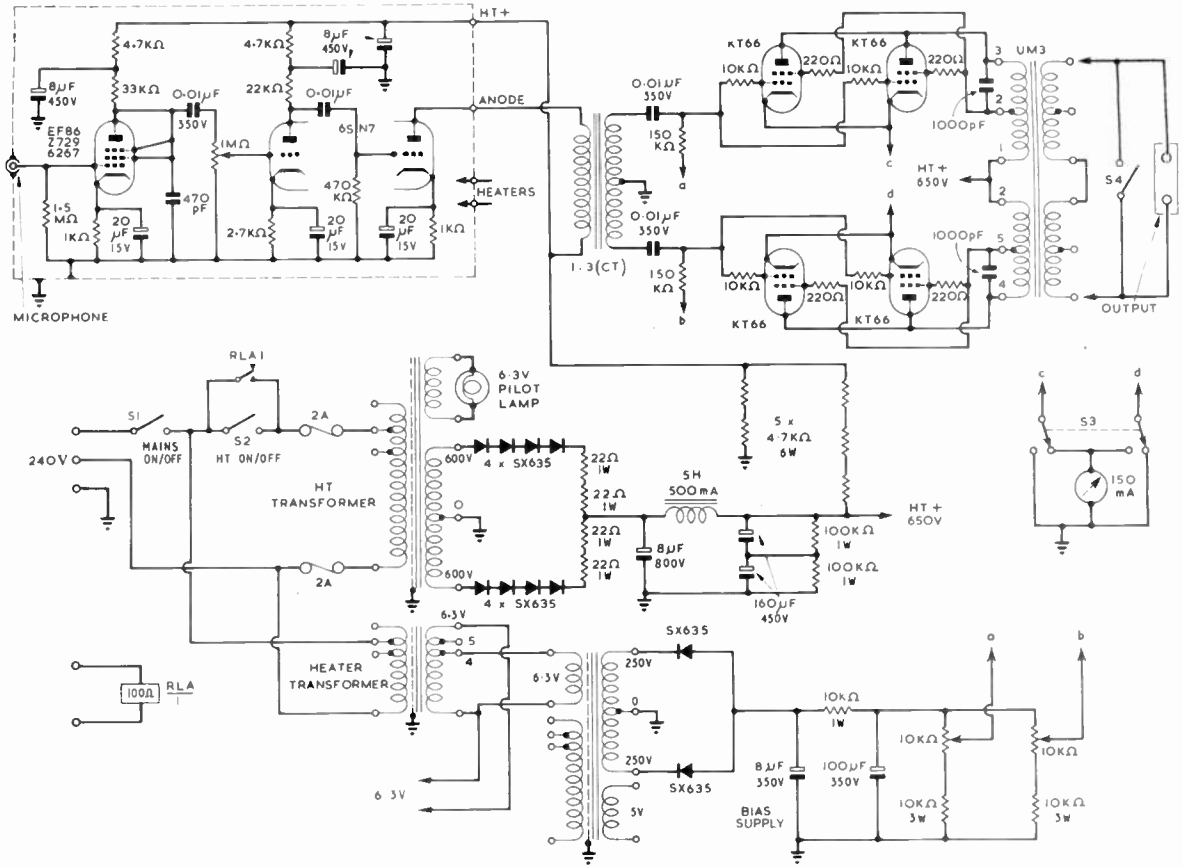 HT+
4·7KΩ
4·7KΩ
8µF
450V
8µF
450V
33KΩ
22KΩ
0·01µF
350V
0·01µF
EF86
Z729
6267
1MΩ
6SN7
ANODE
HEATERS
470
KΩ
470
pF
1·5
MΩ
1KΩ
20
µF
15V
2·7KΩ
20
µF
15V
20
µF
15V
1KΩ
MICROPHONE
1·3(CT)
0·01µF
350V
150
KΩ
a
0·01µF
350V
150
KΩ
b
KT66
KT66
10KΩ
220Ω
10KΩ
220Ω
c
d
10KΩ
220Ω
10KΩ
220Ω
KT66
KT66
UM3
3
2
1
2
5
4
1000pF
1000pF
HT+
650V
S4
OUTPUT
RLA1
S1
MAINS
ON/OFF
S2
HT ON/OFF
2A
240V
2A
HT
TRANSFORMER
6·3V
PILOT
LAMP
600V
4 x SX635
0
600V
4 x SX635
22Ω
1W
22Ω
1W
22Ω
1W
22Ω
1W
5H
500mA
8µF
800V
160µF
450V
5 x
4·7KΩ
6W
100KΩ
1W
100KΩ
1W
HT+
650V
c
d
S3
150
mA
100Ω
RLA
1
HEATER
TRANSFORMER
6·3V
5
4
6·3V
6·3V
250V
0
250V
5V
SX635
SX635
10KΩ
1W
8µF
350V
100µF
350V
BIAS
SUPPLY
a
b
10KΩ
10KΩ
10KΩ
3W
10KΩ
3W